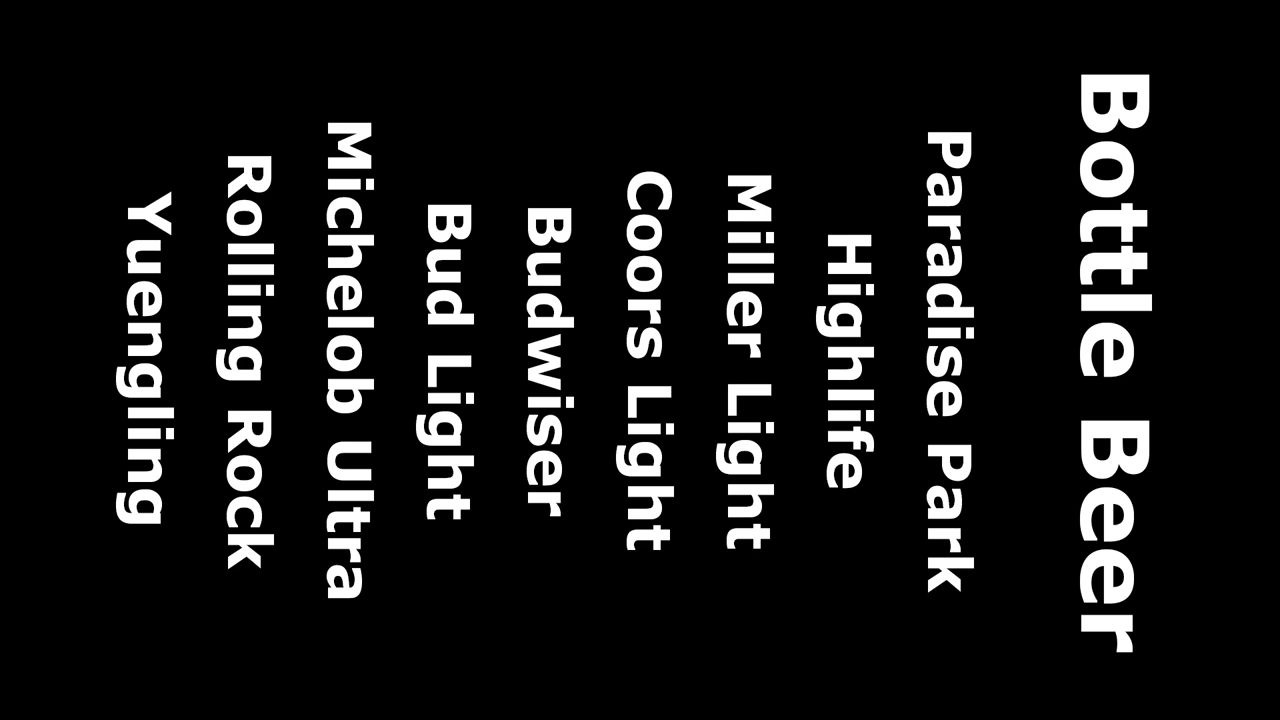 Bottle Beer
Paradise Park
Highlife
Miller Light
Coors Light
Budwiser
Bud Light
Michelob Ultra
Rolling Rock
Yuengling